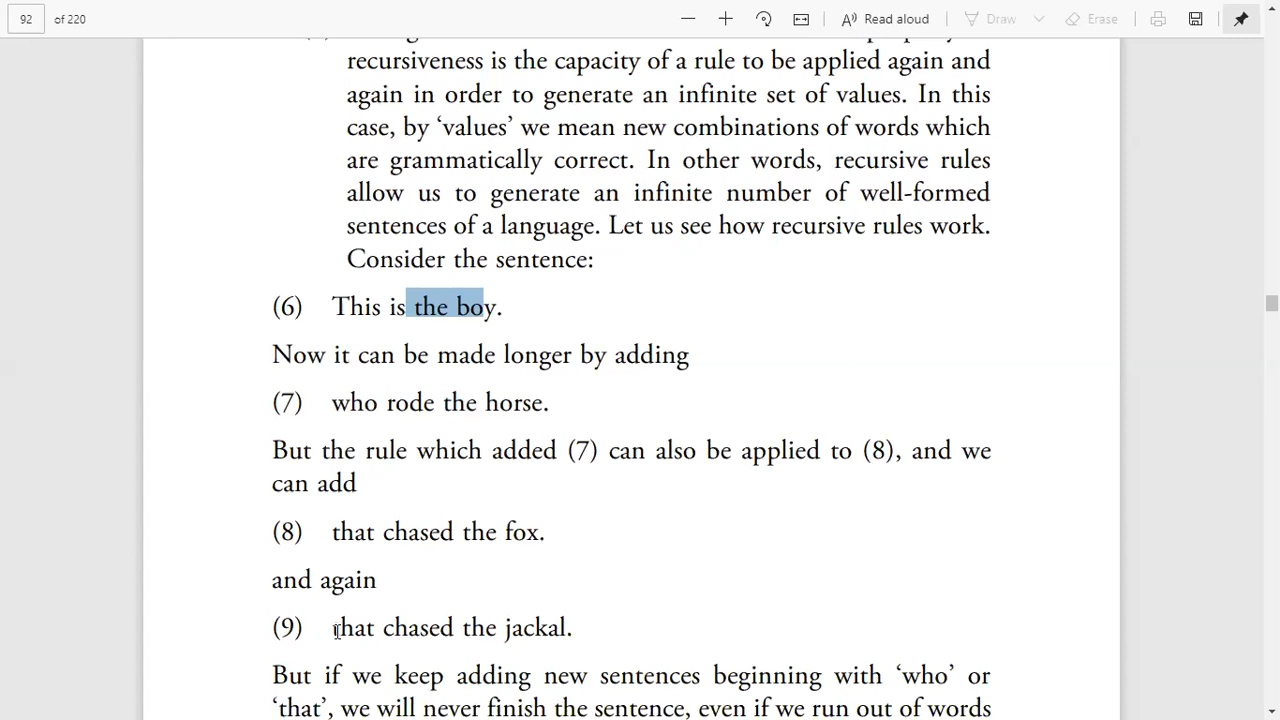 92 of 220 Read aloud Draw Erase
recursiveness is the capacity of a rule to be applied again and
again in order to generate an infinite set of values. In this
case, by ‘values’ we mean new combinations of words which
are grammatically correct. In other words, recursive rules
allow us to generate an infinite number of well-formed
sentences of a language. Let us see how recursive rules work.
Consider the sentence:
(6) This is the boy.
Now it can be made longer by adding
(7) who rode the horse.
But the rule which added (7) can also be applied to (8), and we
can add
(8) that chased the fox.
and again
(9) that chased the jackal.
But if we keep adding new sentences beginning with ‘who’ or
‘that’, we will never finish the sentence, even if we run out of words